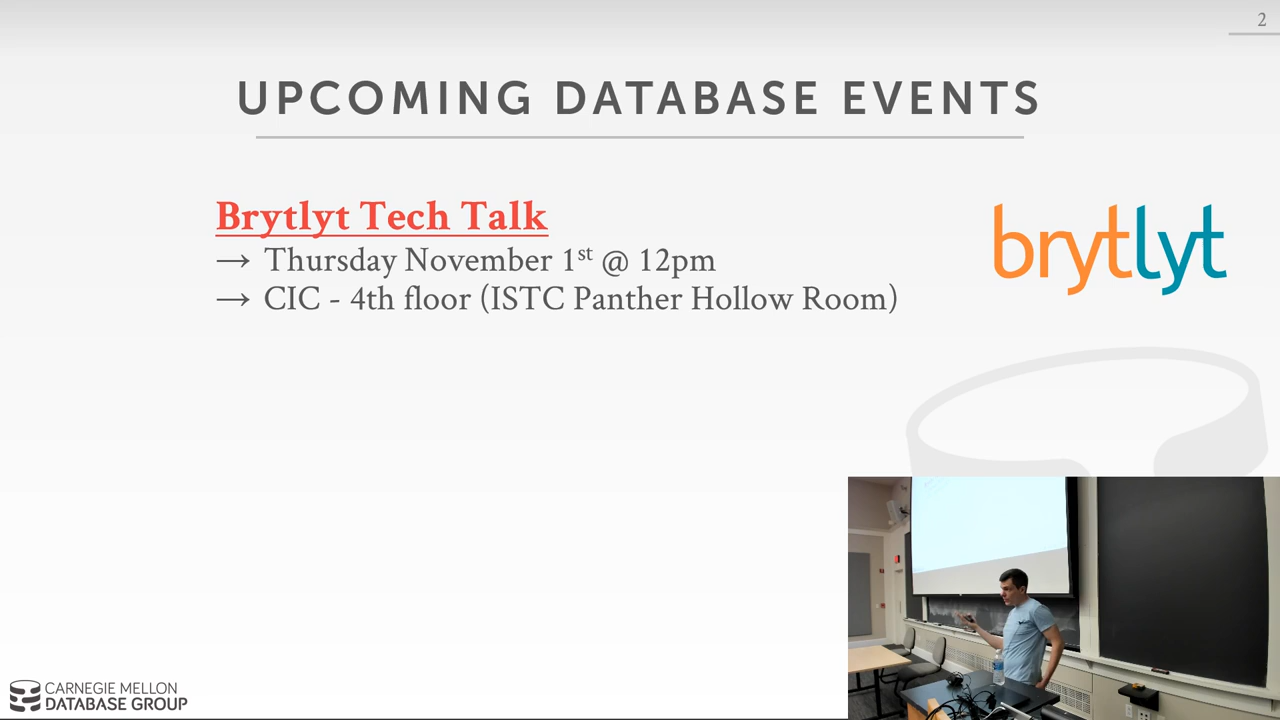 2
UPCOMING DATABASE EVENTS
Brytlyt Tech Talk
→ Thursday November 1st @ 12pm
→ CIC - 4th floor (ISTC Panther Hollow Room)
brytlyt
CARNEGIE MELLON
DATABASE GROUP